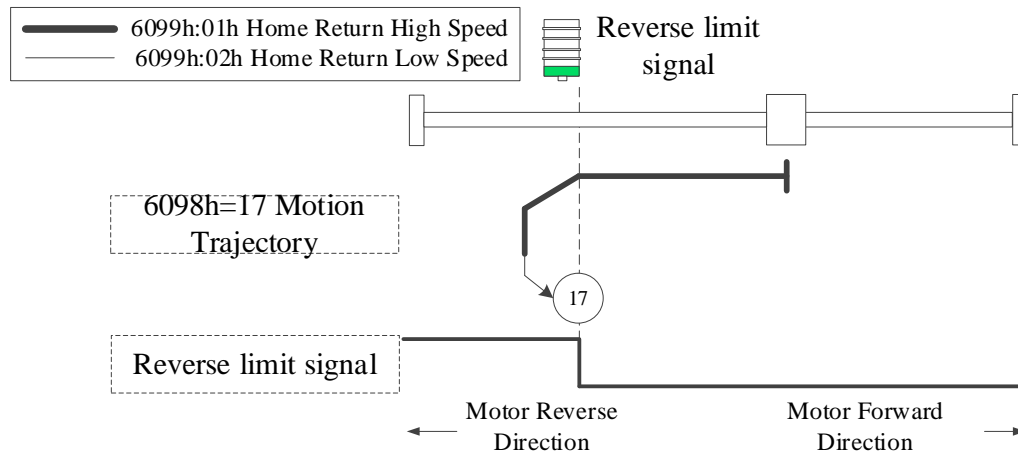 6099h:01h Home Return High Speed
6099h:02h Home Return Low Speed
Reverse limit
signal
6098h=17 Motion
Trajectory
17
Reverse limit signal
Motor Reverse
Direction
Motor Forward
Direction